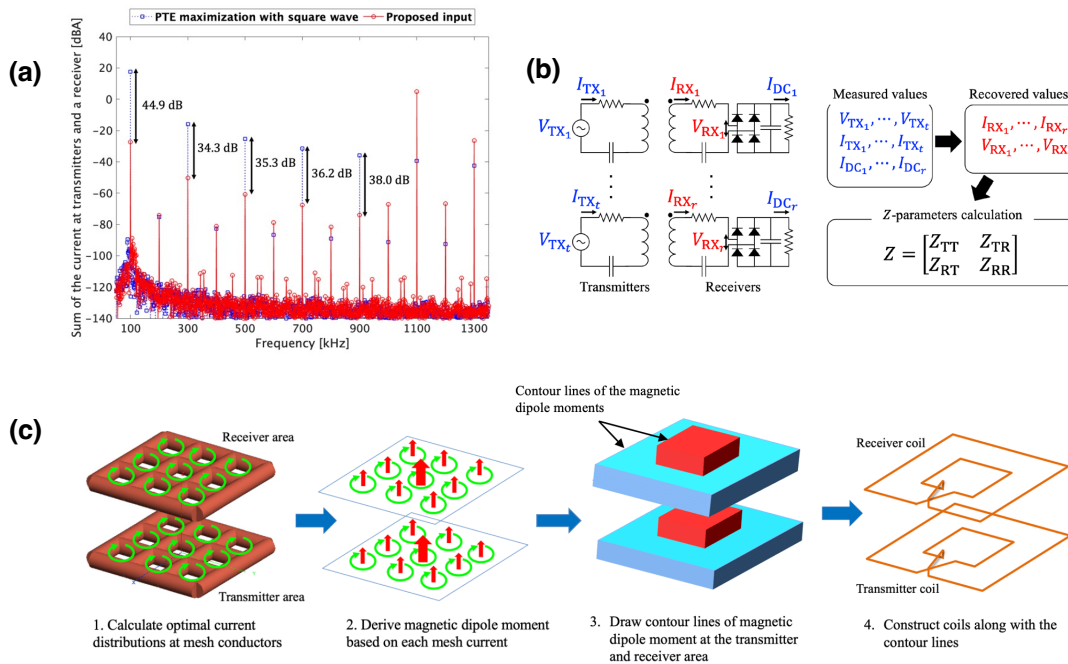 PTE maximization with square wave
Proposed input
(a)
Sum of the current at transmitters and a receiver [dBA]
40
20
0
−20
−40
−60
−80
−100
−120
−140
44.9 dB
34.3 dB
35.3 dB
36.2 dB
38.0 dB
100 300 500 700 900 1100 1300
Frequency [kHz]
(b)
I_TX₁ I_RX₁ I_DC₁
V_TX₁ V_RX₁
I_TXₜ I_RXᵣ I_DCᵣ
V_TXₜ V_RXᵣ
Transmitters Receivers
Measured values
V_TX₁, ⋯, V_TXₜ
I_TX₁, ⋯, I_TXₜ
I_DC₁, ⋯, I_DCᵣ
Recovered values
I_RX₁, ⋯, I_RXᵣ
V_RX₁, ⋯, V_RX
Z-parameters calculation
Z = [Z_TT Z_TR
Z_RT Z_RR]
(c)
Receiver area
Transmitter area
1. Calculate optimal current
distributions at mesh conductors
2. Derive magnetic dipole moment
based on each mesh current
Contour lines of the magnetic
dipole moments
3. Draw contour lines of magnetic
dipole moment at the transmitter
and receiver area
Receiver coil
Transmitter coil
4. Construct coils along with the
contour lines